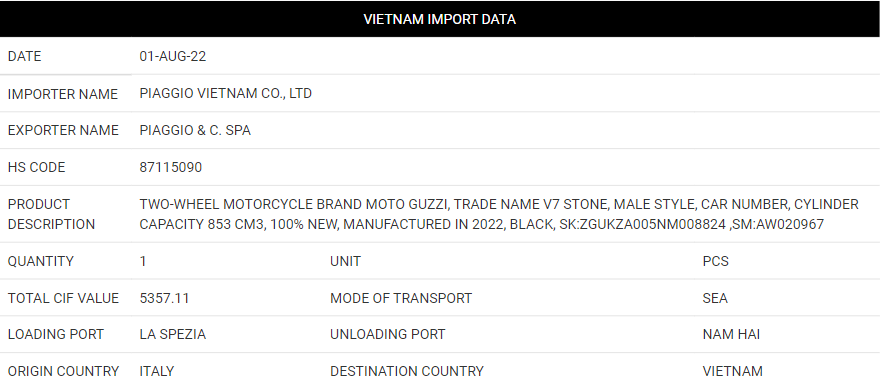 VIETNAM IMPORT DATA
DATE 01-AUG-22
IMPORTER NAME PIAGGIO VIETNAM CO., LTD
EXPORTER NAME PIAGGIO & C. SPA
HS CODE 87115090
PRODUCT DESCRIPTION TWO-WHEEL MOTORCYCLE BRAND MOTO GUZZI, TRADE NAME V7 STONE, MALE STYLE, CAR NUMBER, CYLINDER
CAPACITY 853 CM3, 100% NEW, MANUFACTURED IN 2022, BLACK, SK:ZGUKZA005NM008824 ,SM:AW020967
QUANTITY 1 UNIT PCS
TOTAL CIF VALUE 5357.11 MODE OF TRANSPORT SEA
LOADING PORT LA SPEZIA UNLOADING PORT NAM HAI
ORIGIN COUNTRY ITALY DESTINATION COUNTRY VIETNAM